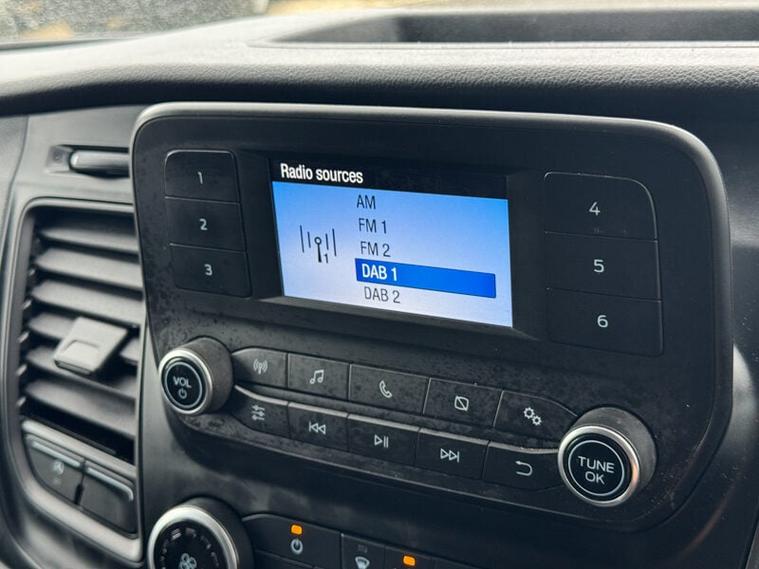 Radio sources
AM
FM 1
FM 2
DAB 1
DAB 2
1
1
2
3
4
5
6
VOL
TUNE
OK